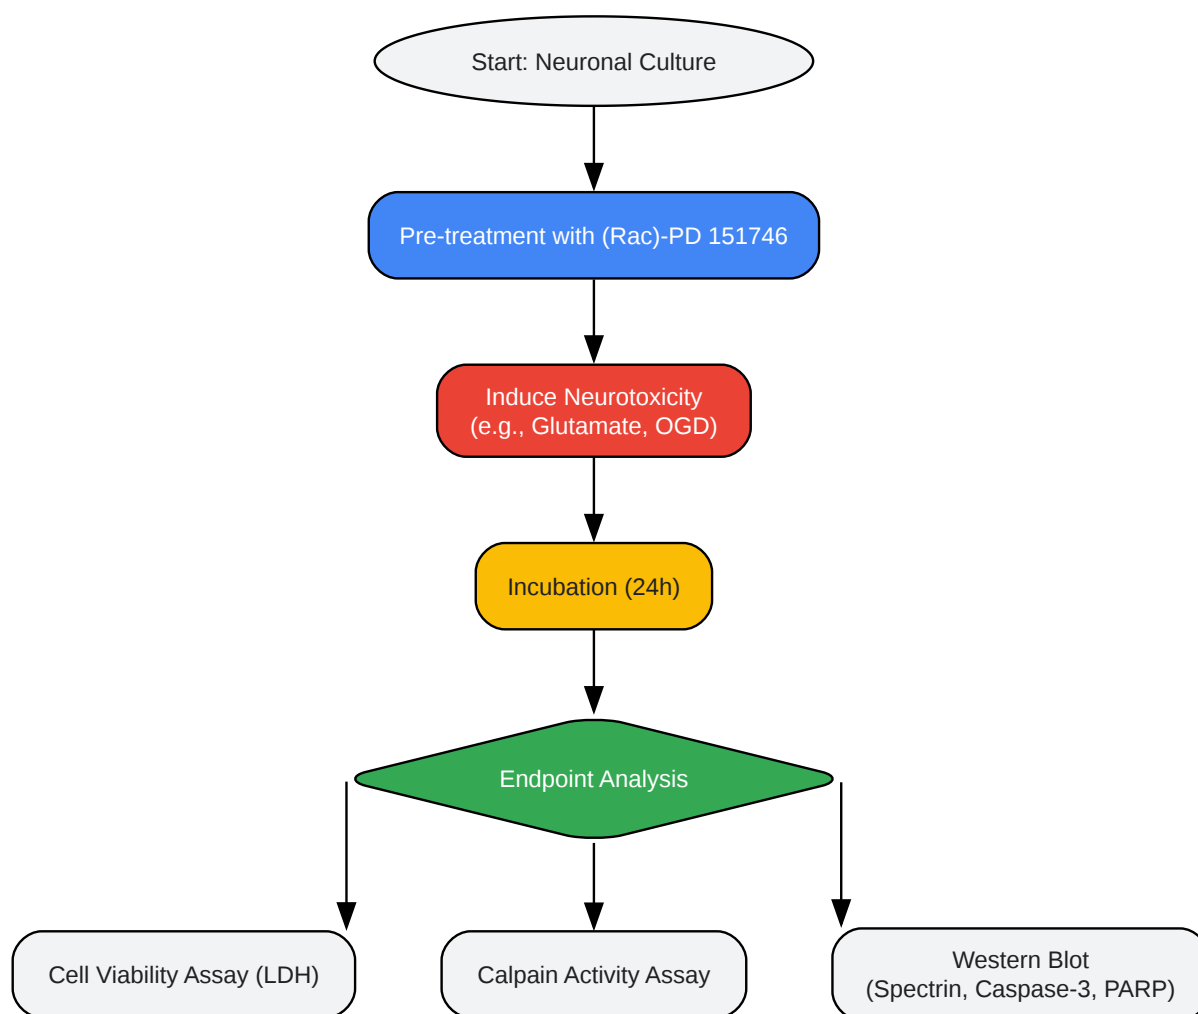 Start: Neuronal Culture
Pre-treatment with (Rac)-PD 151746
Induce Neurotoxicity
(e.g., Glutamate, OGD)
Incubation (24h)
Endpoint Analysis
Cell Viability Assay (LDH)
Calpain Activity Assay
Western Blot
(Spectrin, Caspase-3, PARP)